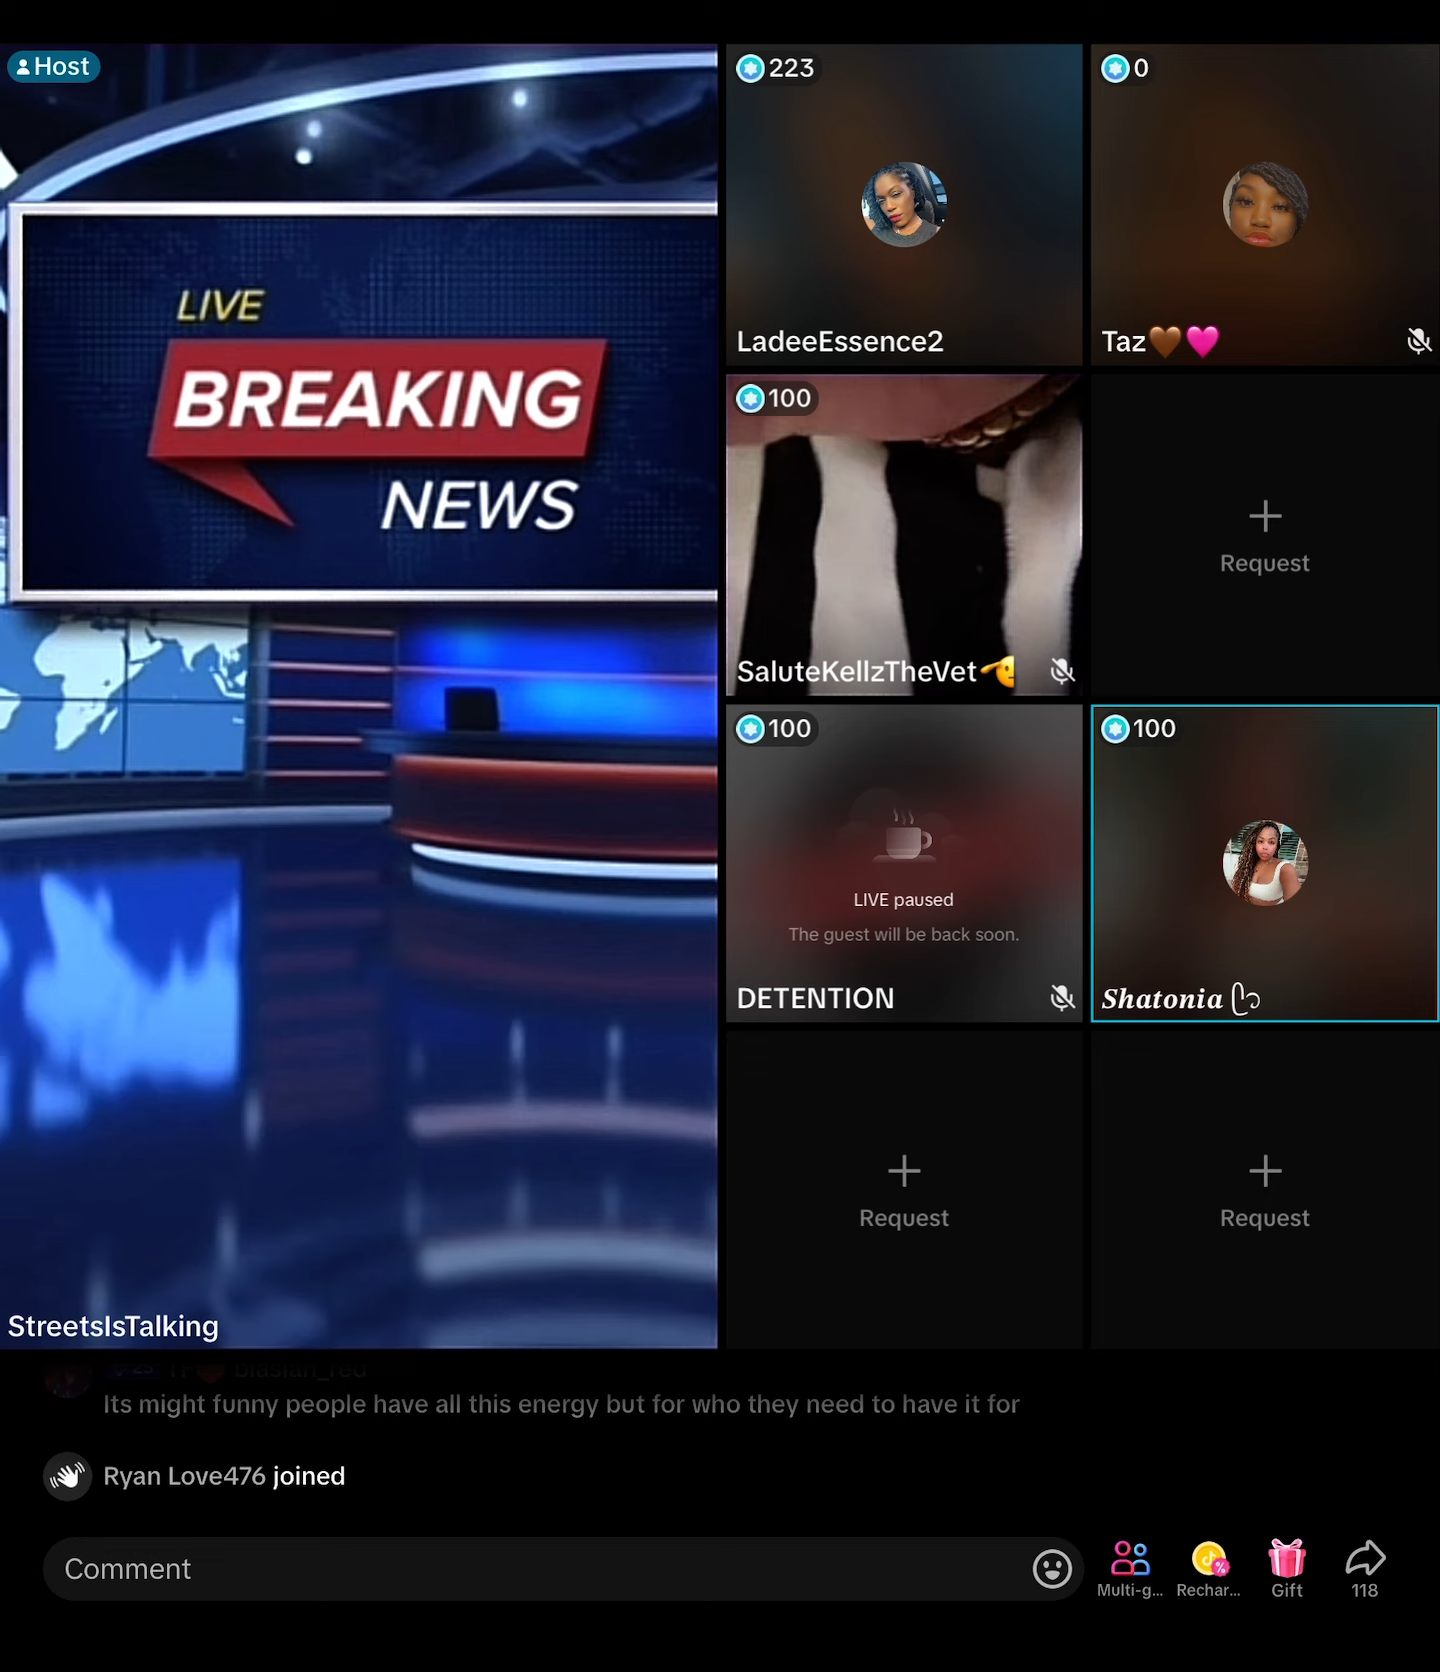 Host
LIVE
BREAKING
NEWS
StreetsIsTalking
223
LadeeEssence2
0
Taz🤎🩷
100
SaluteKellzTheVet
Request
100
LIVE paused
The guest will be back soon.
DETENTION
100
Shatonia
Request
Request
blasian_red
Its might funny people have all this energy but for who they need to have it for
Ryan Love476 joined
Comment
Multi-g...
Rechar...
Gift
118